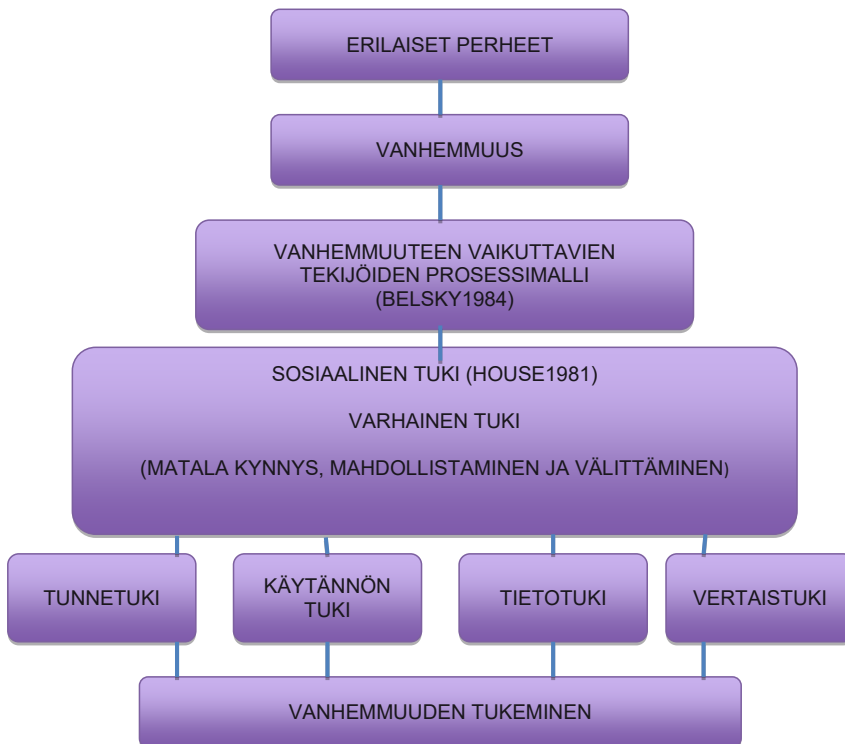 ERILAISET PERHEET
VANHEMMUUS
VANHEMMUUTEEN VAIKUTTAVIEN
TEKIJÖIDEN PROSESSIMALLI
(BELSKY1984)
SOSIAALINEN TUKI (HOUSE1981)
VARHAINEN TUKI
(MATALA KYNNYS, MAHDOLLISTAMINEN JA VÄLITTÄMINEN)
TUNNETUKI
KÄYTÄNNÖN
TUKI
TIETOTUKI
VERTAISTUKI
VANHEMMUUDEN TUKEMINEN